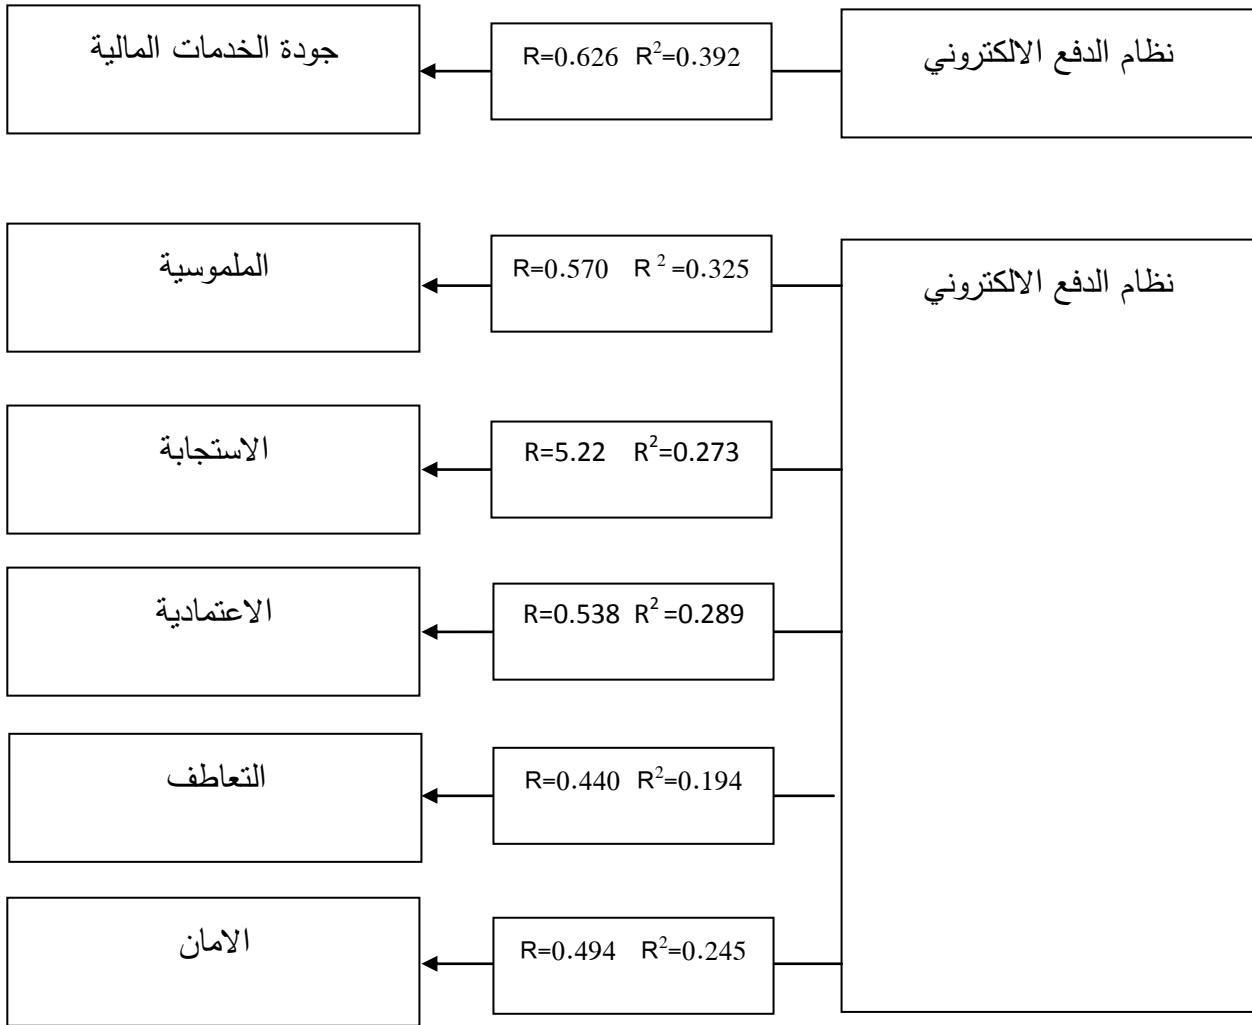 نظام الدفع الالكتروني
R=0.626 R²=0.392
جودة الخدمات المالية
نظام الدفع الالكتروني
R=0.570 R ² =0.325
الملموسية
R=5.22 R²=0.273
الاستجابة
R=0.538 R² =0.289
الاعتمادية
R=0.440 R²=0.194
التعاطف
R=0.494 R²=0.245
الامان